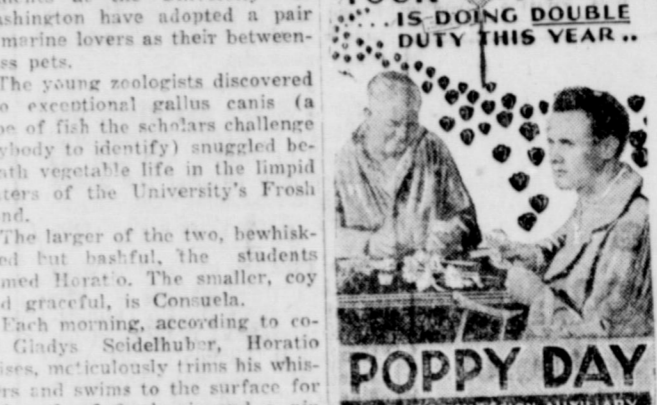 ashington have adopted a pair
marine lovers as their between-
ss pets.
The young zoologists discovered
o exceptional gallus canis (a
pe of fish the scholars challenge
ybody to identify) snuggled be-
ath vegetable life in the limpid
ters of the University's Frosh
nd.
The larger of the two, bewhisk-
ed but bashful, the students
med Horatio. The smaller, coy
d graceful, is Consuela.
Each morning, according to co-
Gladys Seidelhuber, Horatio
ises, meticulously trims his whis-
rs and swims to the surface for
..IS DOING DOUBLE
DUTY THIS YEAR..
POPPY DAY
AUXILIARY